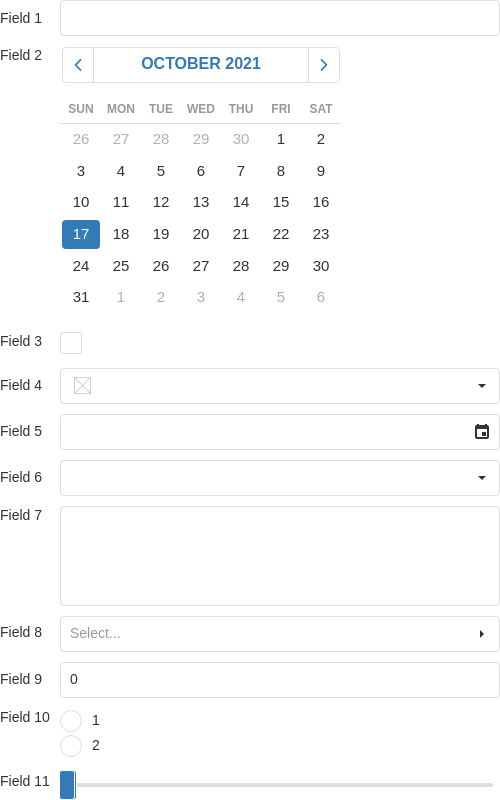 Field 1
Field 2
OCTOBER 2021
SUN MON TUE WED THU FRI SAT
26 27 28 29 30 1 2
3 4 5 6 7 8 9
10 11 12 13 14 15 16
17 18 19 20 21 22 23
24 25 26 27 28 29 30
31 1 2 3 4 5 6
Field 3
Field 4
Field 5
Field 6
Field 7
Field 8 Select...
Field 9 0
Field 10 1
2
Field 11